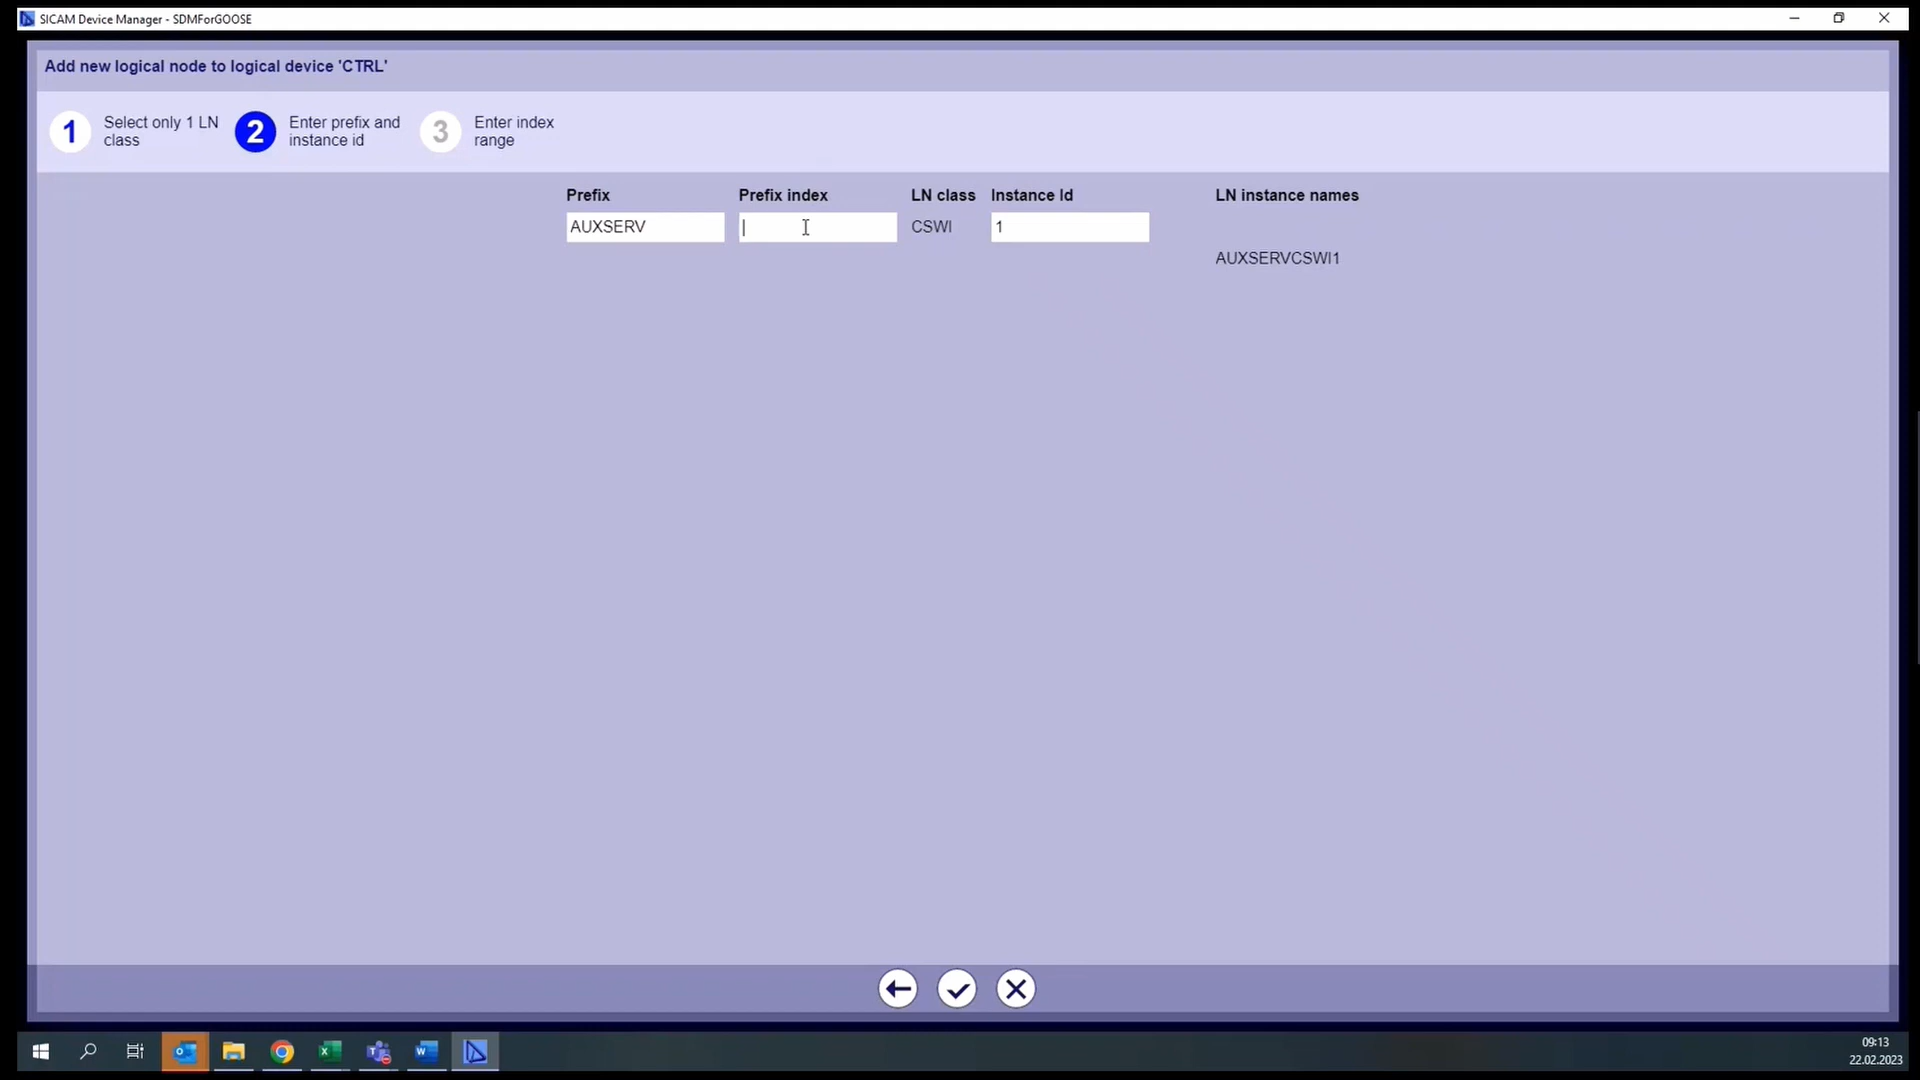 SICAM Device Manager - SDMForGOOSE
Add new logical node to logical device 'CTRL'
1 Select only 1 LN class
2 Enter prefix and instance id
3 Enter index range
Prefix Prefix index LN class Instance Id LN instance names
AUXSERV CSWI 1
AUXSERVCSWI1
09:13
22.02.2023